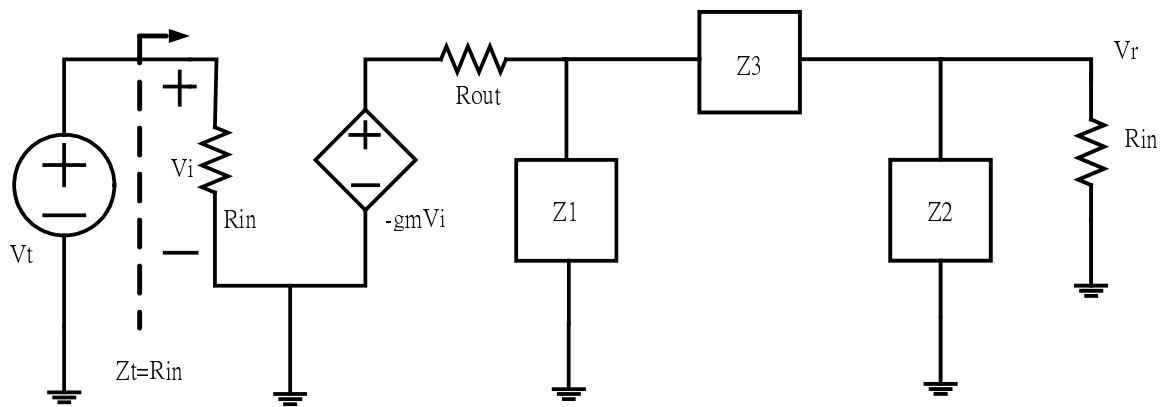 Vr
Z3
Rout
Rin
Vi
Z1
Z2
Rin
-gmVi
Vt
Zt=Rin